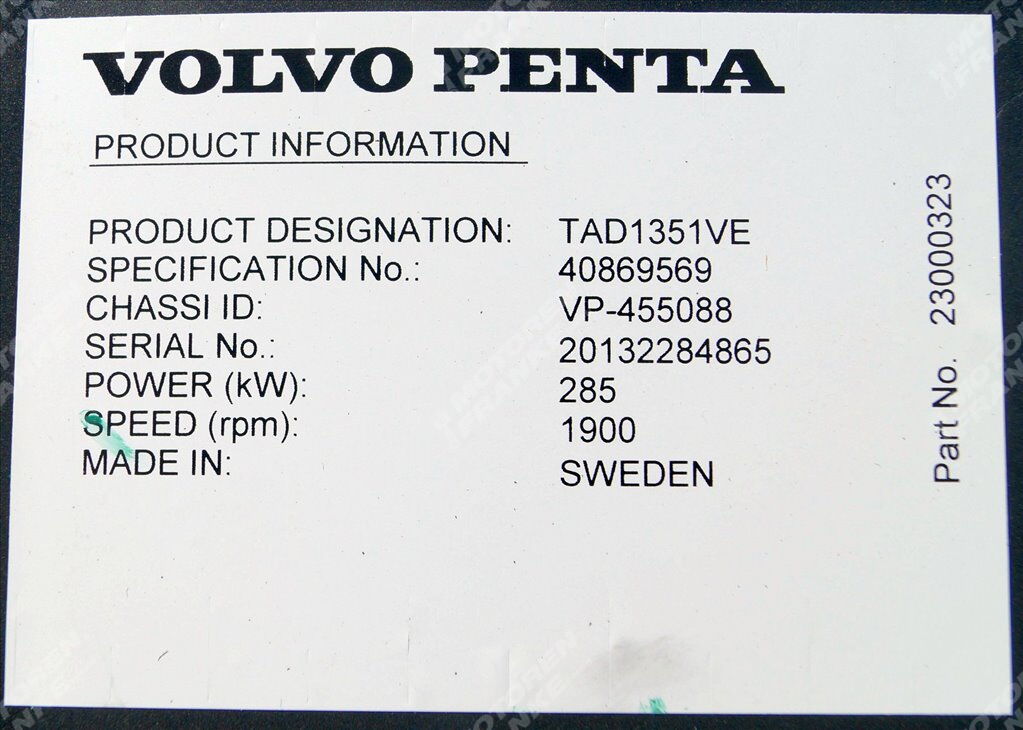 VOLVO PENTA
PRODUCT INFORMATION
PRODUCT DESIGNATION: TAD1351VE
SPECIFICATION No.: 40869569
CHASSI ID: VP-455088
SERIAL No.: 20132284865
POWER (kW): 285
SPEED (rpm): 1900
MADE IN: SWEDEN
Part No. 23000323